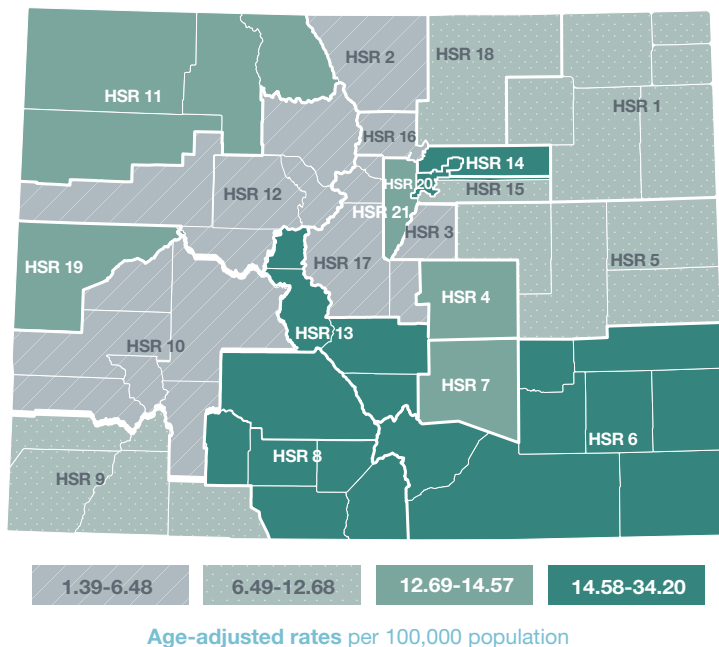 HSR 2
HSR 18
HSR 11
HSR 1
HSR 16
HSR 14
HSR 20
HSR 15
HSR 12
HSR 21
HSR 3
HSR 17
HSR 5
HSR 19
HSR 4
HSR 13
HSR 10
HSR 7
HSR 6
HSR 8
HSR 9
1.39-6.48
6.49-12.68
12.69-14.57
14.58-34.20
Age-adjusted rates per 100,000 population